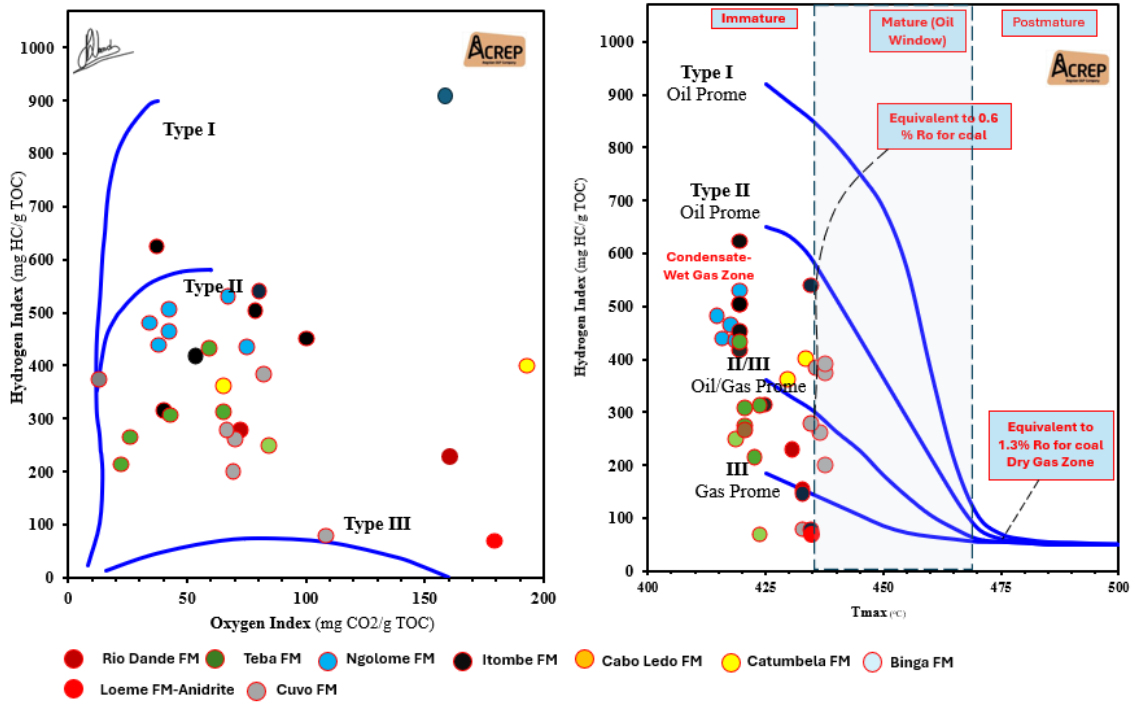 1000
900
800
700
600
500
400
300
200
100
0
Hydrogen Index (mg HC/g TOC)
ACREP
Type I
Type II
Type III
0
50
100
150
200
Oxygen Index (mg CO2/g TOC)
Immature
Mature (Oil
Window)
Postmature
ACREP
1000
900
800
700
600
500
400
300
200
100
0
Hydrogen Index (mg HC/g TOC)
Type I
Oil Prome
Equivalent to 0.6
% Ro for coal
Type II
Oil Prome
Condensate-
Wet Gas Zone
II/III
Oil/Gas Prome
Equivalent to
1.3% Ro for coal
Dry Gas Zone
III
Gas Prome
400
425
450
475
500
Tmax (°C)
Rio Dande FM
Teba FM
Ngolome FM
Itombe FM
Cabo Ledo FM
Catumbela FM
Binga FM
Loeme FM-Anidrite
Cuvo FM